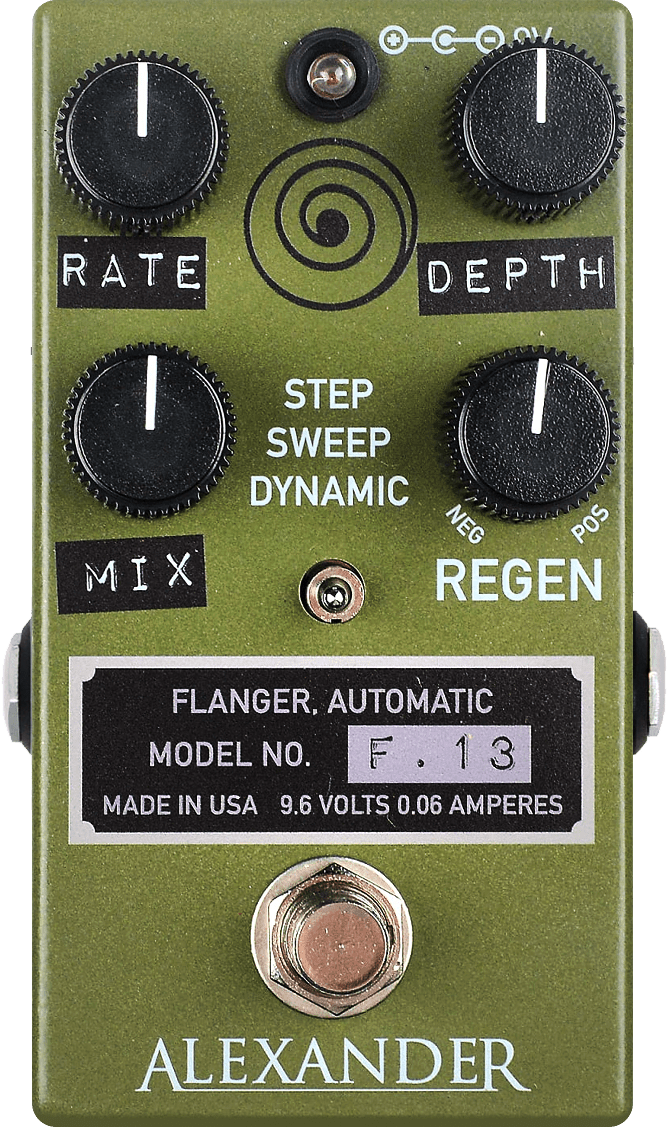 9V
RATE
DEPTH
STEP
SWEEP
DYNAMIC
NEG
POS
MIX
REGEN
FLANGER, AUTOMATIC
MODEL NO. F.13
MADE IN USA 9.6 VOLTS 0.06 AMPERES
ALEXANDER